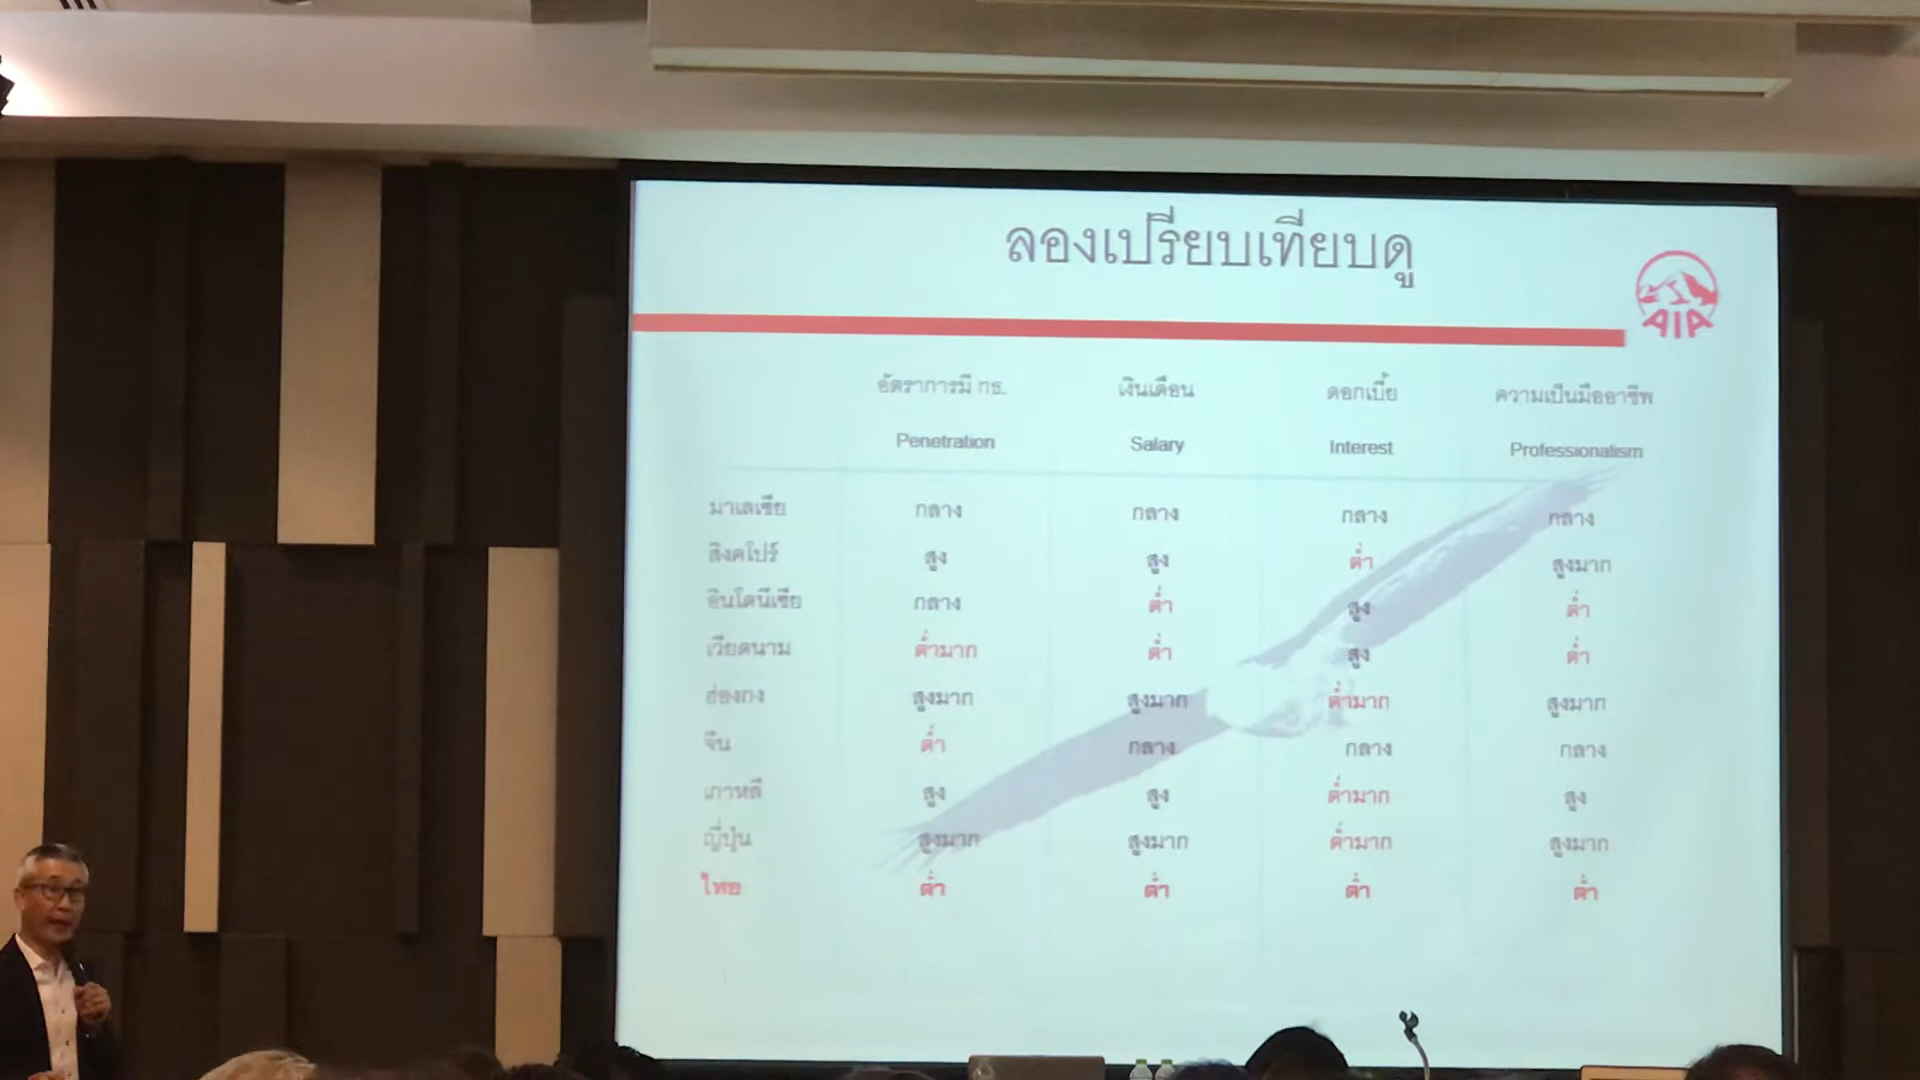 ลองเปรียบเทียบดู
AIA
อัตราการมี กธ. เงินเดือน ดอกเบี้ย ความเป็นมืออาชีพ
Penetration Salary Interest Professionalism
มาเลเซีย กลาง กลาง กลาง กลาง
สิงคโปร์ สูง สูง ต่ำ สูงมาก
อินโดนีเซีย กลาง ต่ำ สูง ต่ำ
เวียดนาม ต่ำมาก ต่ำ สูง ต่ำ
ฮ่องกง สูงมาก สูงมาก ต่ำมาก สูงมาก
จีน ต่ำ กลาง กลาง กลาง
เกาหลี สูง สูง ต่ำมาก สูง
ญี่ปุ่น สูงมาก สูงมาก ต่ำมาก สูงมาก
ไทย ต่ำ ต่ำ ต่ำ ต่ำ